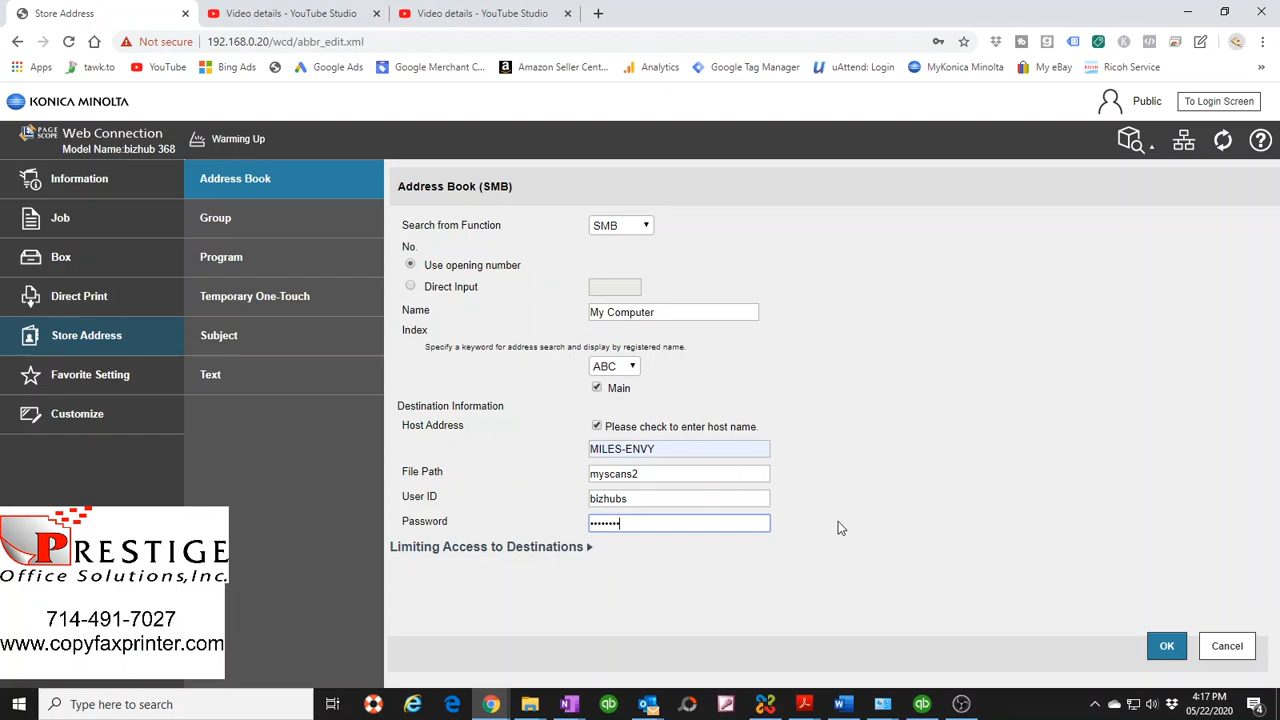 Store Address
Video details - YouTube Studio
Video details - YouTube Studio
Not secure
192.168.0.20/wcd/abbr_edit.xml
Apps
tawk.to
YouTube
Bing Ads
Google Ads
Google Merchant C...
Amazon Seller Cent...
Analytics
Google Tag Manager
uAttend: Login
MyKonica Minolta
My eBay
Ricoh Service
KONICA MINOLTA
Public
To Login Screen
PAGE SCOPE Web Connection
Model Name:bizhub 368
Warming Up
Information
Job
Box
Direct Print
Store Address
Favorite Setting
Customize
Address Book
Group
Program
Temporary One-Touch
Subject
Text
Address Book (SMB)
Search from Function
SMB
No.
Use opening number
Direct Input
Name
My Computer
Index
Specify a keyword for address search and display by registered name.
ABC
Main
Destination Information
Host Address
Please check to enter host name.
MILES-ENVY
File Path
myscans2
User ID
bizhubs
Password
••••••••
Limiting Access to Destinations
OK
Cancel
PRESTIGE
Office Solutions,Inc.
714-491-7027
www.copyfaxprinter.com
Type here to search
4:17 PM
05/22/2020